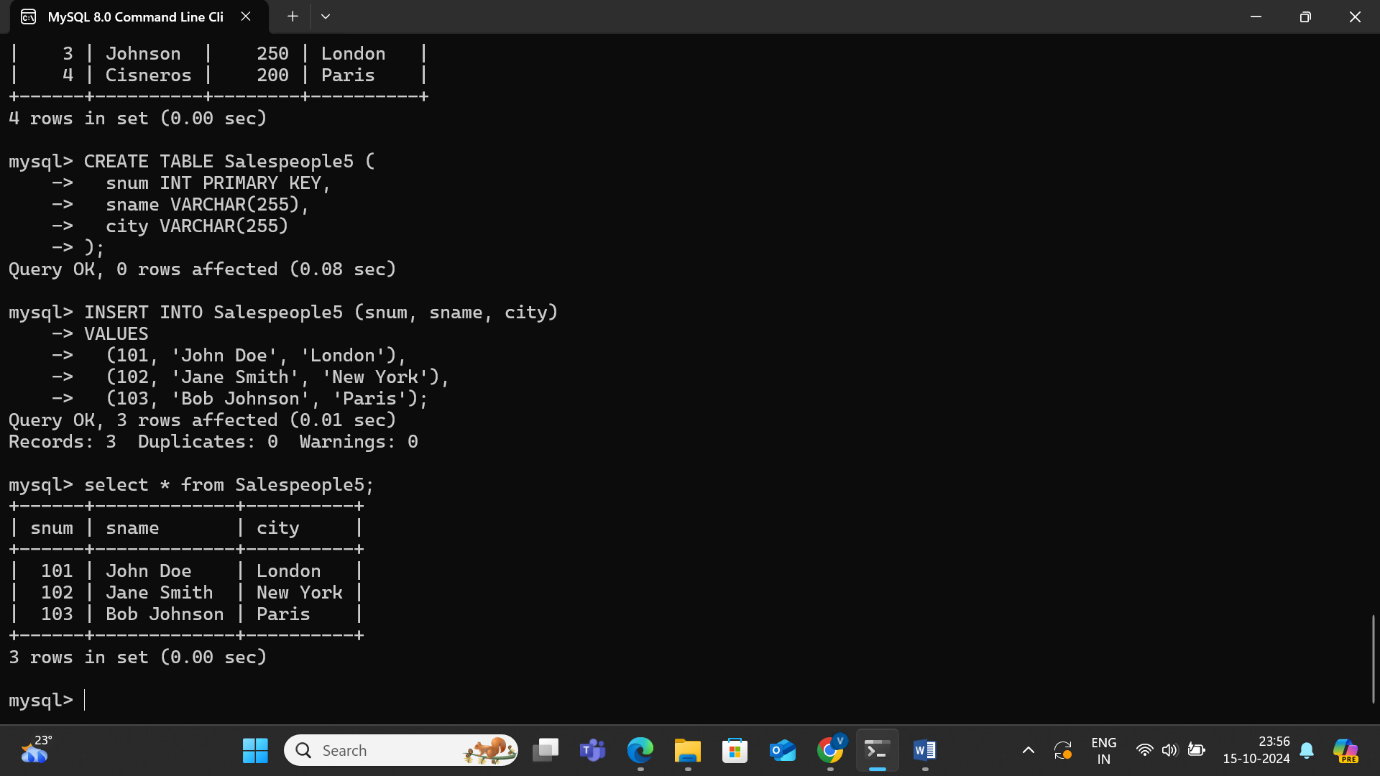 MySQL 8.0 Command Line Cli
|    3 | Johnson  |    250 | London   |
|    4 | Cisneros |    200 | Paris    |
+------+----------+--------+----------+
4 rows in set (0.00 sec)
mysql> CREATE TABLE Salespeople5 (
    ->   snum INT PRIMARY KEY,
    ->   sname VARCHAR(255),
    ->   city VARCHAR(255)
    -> );
Query OK, 0 rows affected (0.08 sec)
mysql> INSERT INTO Salespeople5 (snum, sname, city)
    -> VALUES
    ->   (101, 'John Doe', 'London'),
    ->   (102, 'Jane Smith', 'New York'),
    ->   (103, 'Bob Johnson', 'Paris');
Query OK, 3 rows affected (0.01 sec)
Records: 3  Duplicates: 0  Warnings: 0
mysql> select * from Salespeople5;
+------+-------------+----------+
| snum | sname       | city     |
+------+-------------+----------+
|  101 | John Doe    | London   |
|  102 | Jane Smith  | New York |
|  103 | Bob Johnson | Paris    |
+------+-------------+----------+
3 rows in set (0.00 sec)
mysql>
23°
Search
ENG
IN
23:56
15-10-2024
PRE